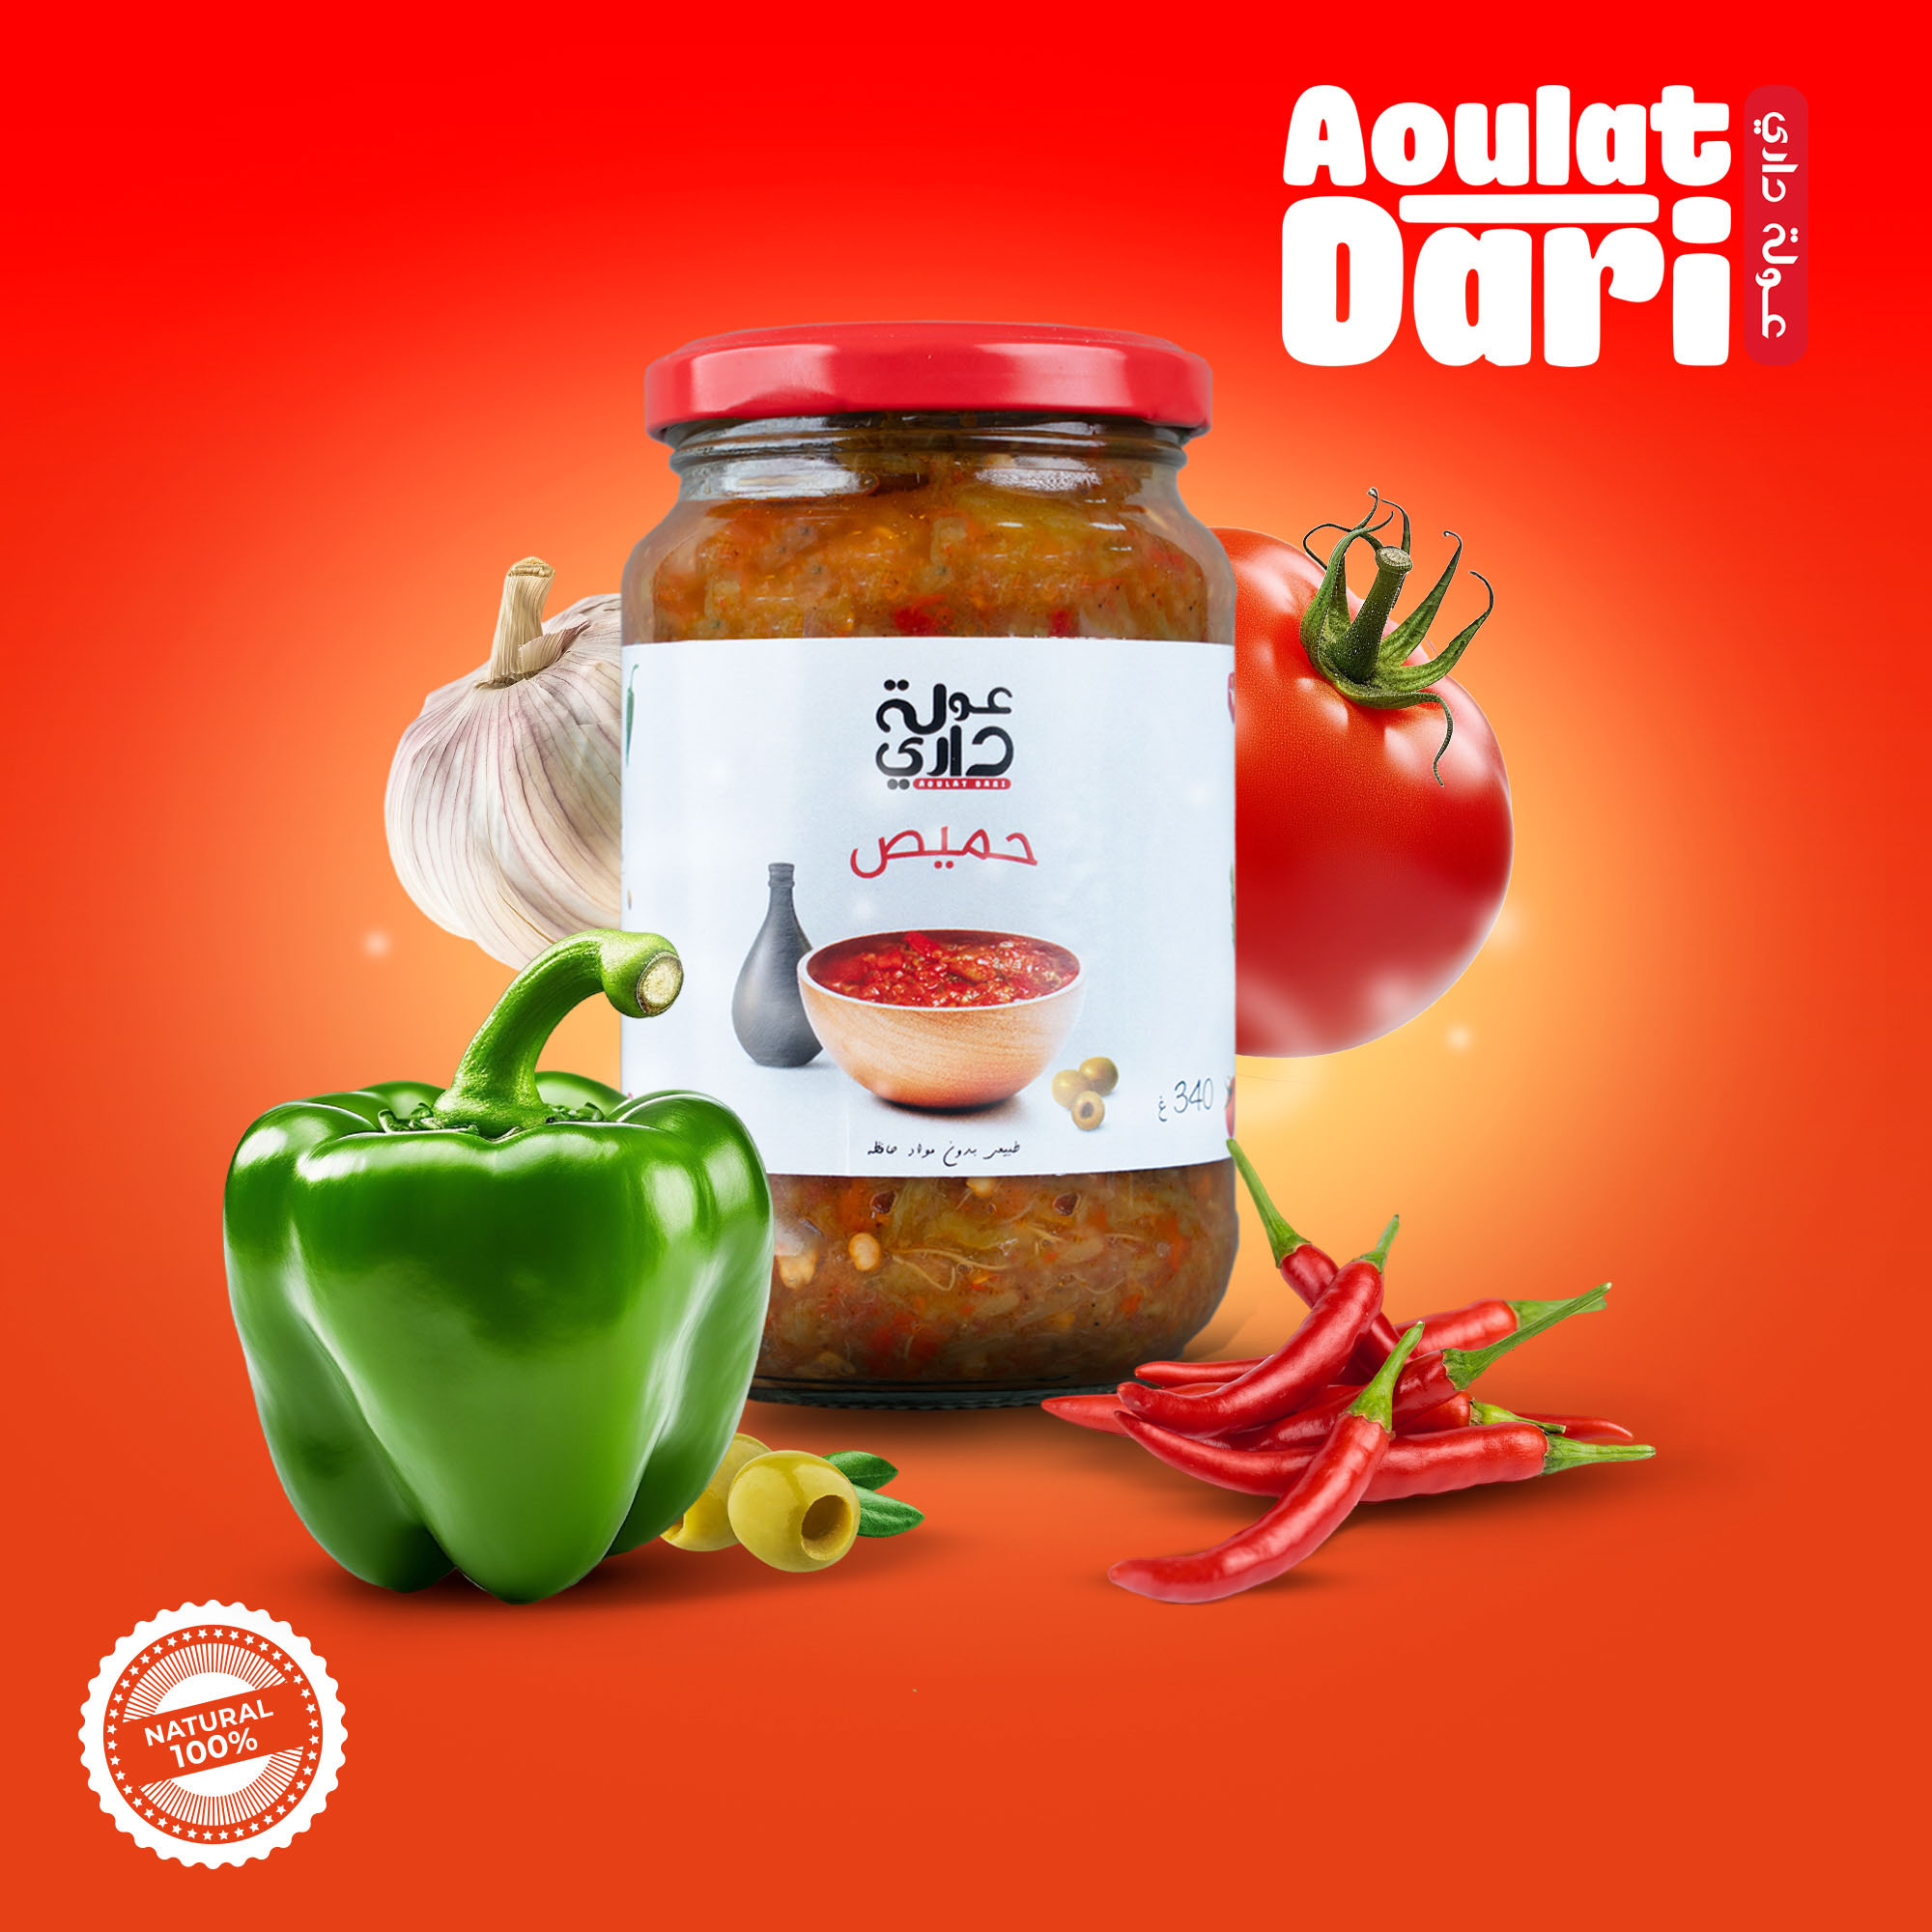 Aoulat
Dari
عولة داري
عولة
داري
AOULAT DARI
حميص
340 غ
طبيعي بدون مواد حافظة
NATURAL
100%